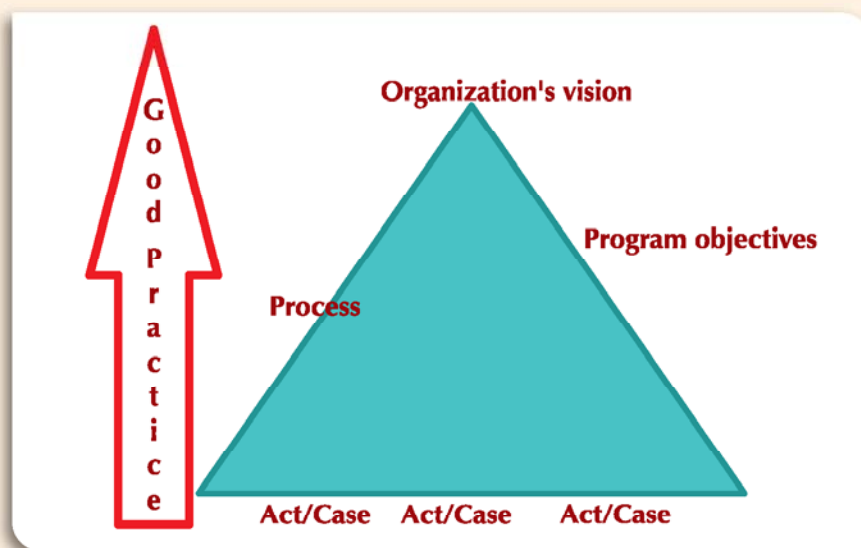 Good Practice
Organization's vision
Program objectives
Process
Act/Case Act/Case Act/Case